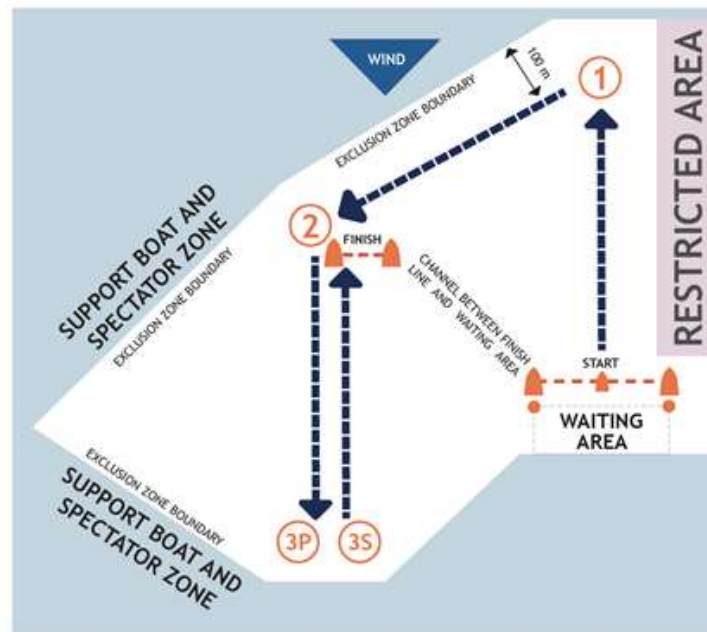 WIND
100 m
1
EXCLUSION ZONE BOUNDARY
RESTRICTED AREA
SUPPORT BOAT AND
SPECTATOR ZONE
EXCLUSION ZONE BOUNDARY
2
FINISH
CHANNEL BETWEEN FINISH
LINE AND WAITING AREA
START
WAITING
AREA
EXCLUSION ZONE BOUNDARY
SUPPORT BOAT AND
SPECTATOR ZONE
3P
3S